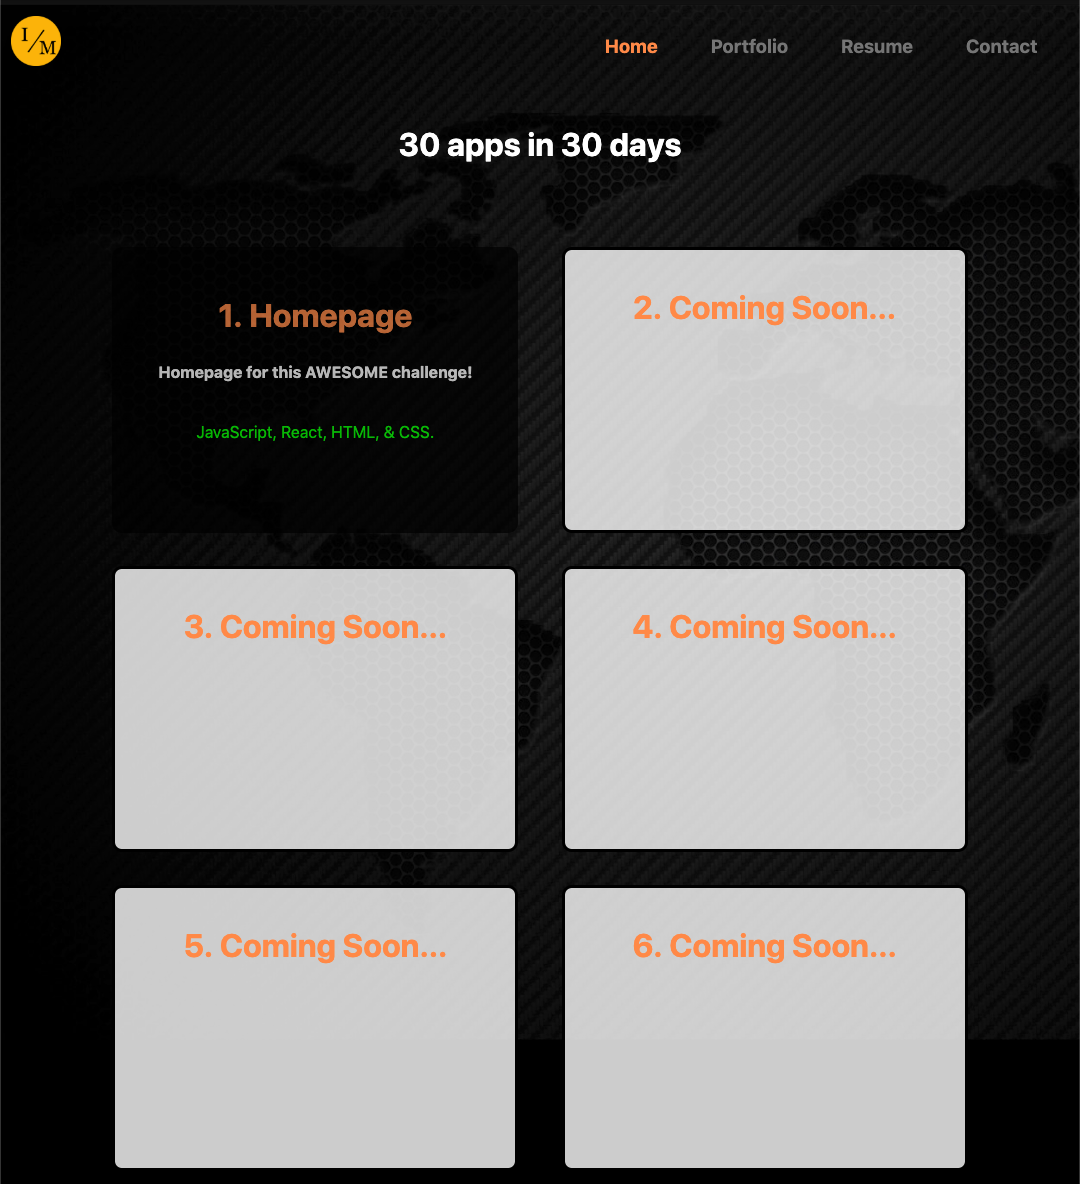 I/M
Home Portfolio Resume Contact
30 apps in 30 days
1. Homepage
Homepage for this AWESOME challenge!
JavaScript, React, HTML, & CSS.
2. Coming Soon...
3. Coming Soon...
4. Coming Soon...
5. Coming Soon...
6. Coming Soon...